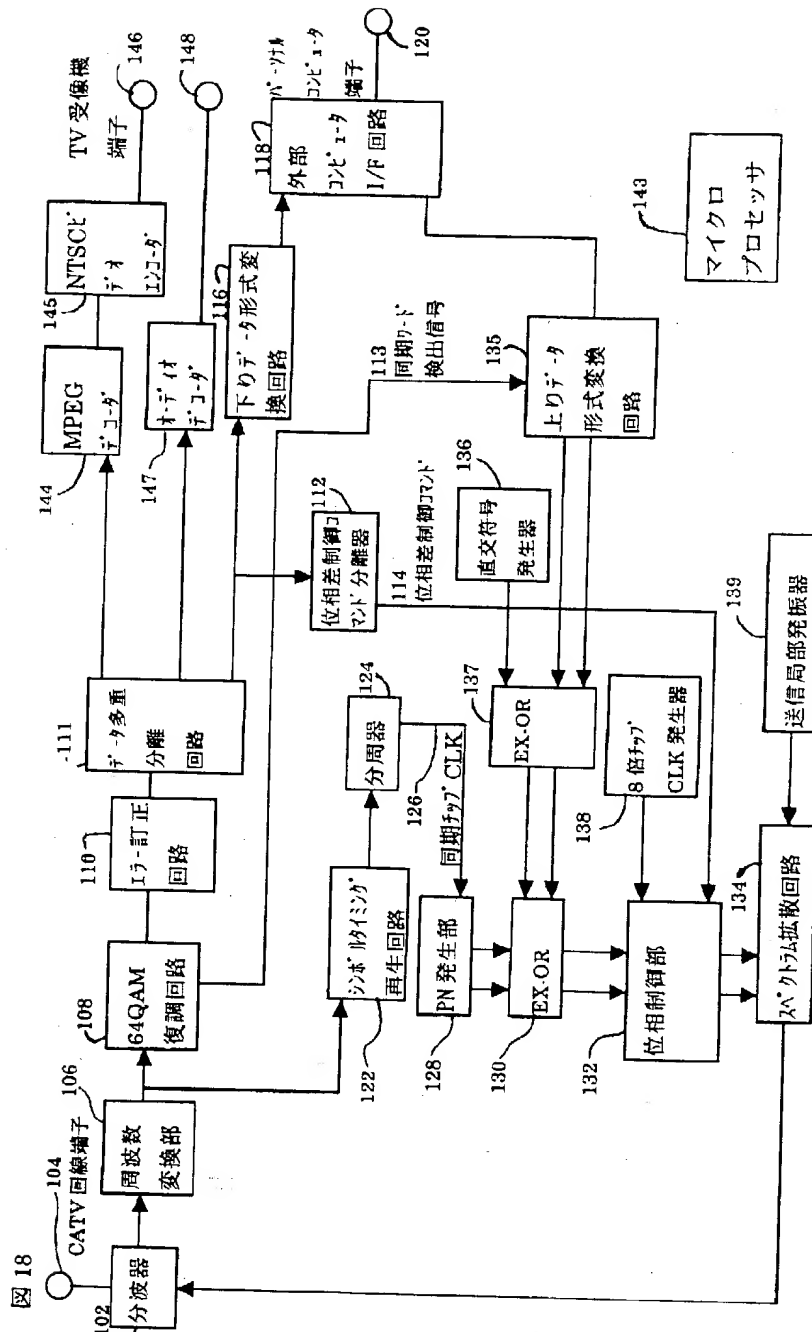 図 18
104
CATV 回線端子
102
分波器
106
周波数
変換部
108
64QAM
復調回路
110
ｴﾗｰ訂正
回路
111
ﾃﾞｰﾀ多重
分離
回路
144
MPEG
ﾃﾞｺｰﾀﾞ
145
NTSCﾋﾞ
ﾃﾞｵ
ｴﾝｺｰﾀﾞ
TV 受像機
端子
146
147
ｵｰﾃﾞｨｵ
ﾃﾞｺｰﾀﾞ
148
116
下りﾃﾞｰﾀ形式変
換回路
118
外部
ｺﾝﾋﾟｭｰﾀ
I/F 回路
ﾊﾟｰｿﾅﾙ
ｺﾝﾋﾟｭｰﾀ
端子
120
113
同期ﾜｰﾄﾞ
検出信号
112
位相差制御ｺ
ﾏﾝﾄﾞ分離器
114
位相差制御ｺﾏﾝﾄﾞ
122
ｼﾝﾎﾞﾙﾀｲﾐﾝｸﾞ
再生回路
124
分周器
126
同期ﾁｯﾌﾟCLK
128
PN 発生部
130
EX-OR
136
直交符号
発生器
137
EX-OR
135
上りﾃﾞｰﾀ
形式変換
回路
132
位相制御部
138
8 倍ﾁｯﾌﾟ
CLK 発生器
134
ｽﾍﾟｸﾄﾗﾑ拡散回路
139
送信局部発振器
143
マイクロ
プロセッサ